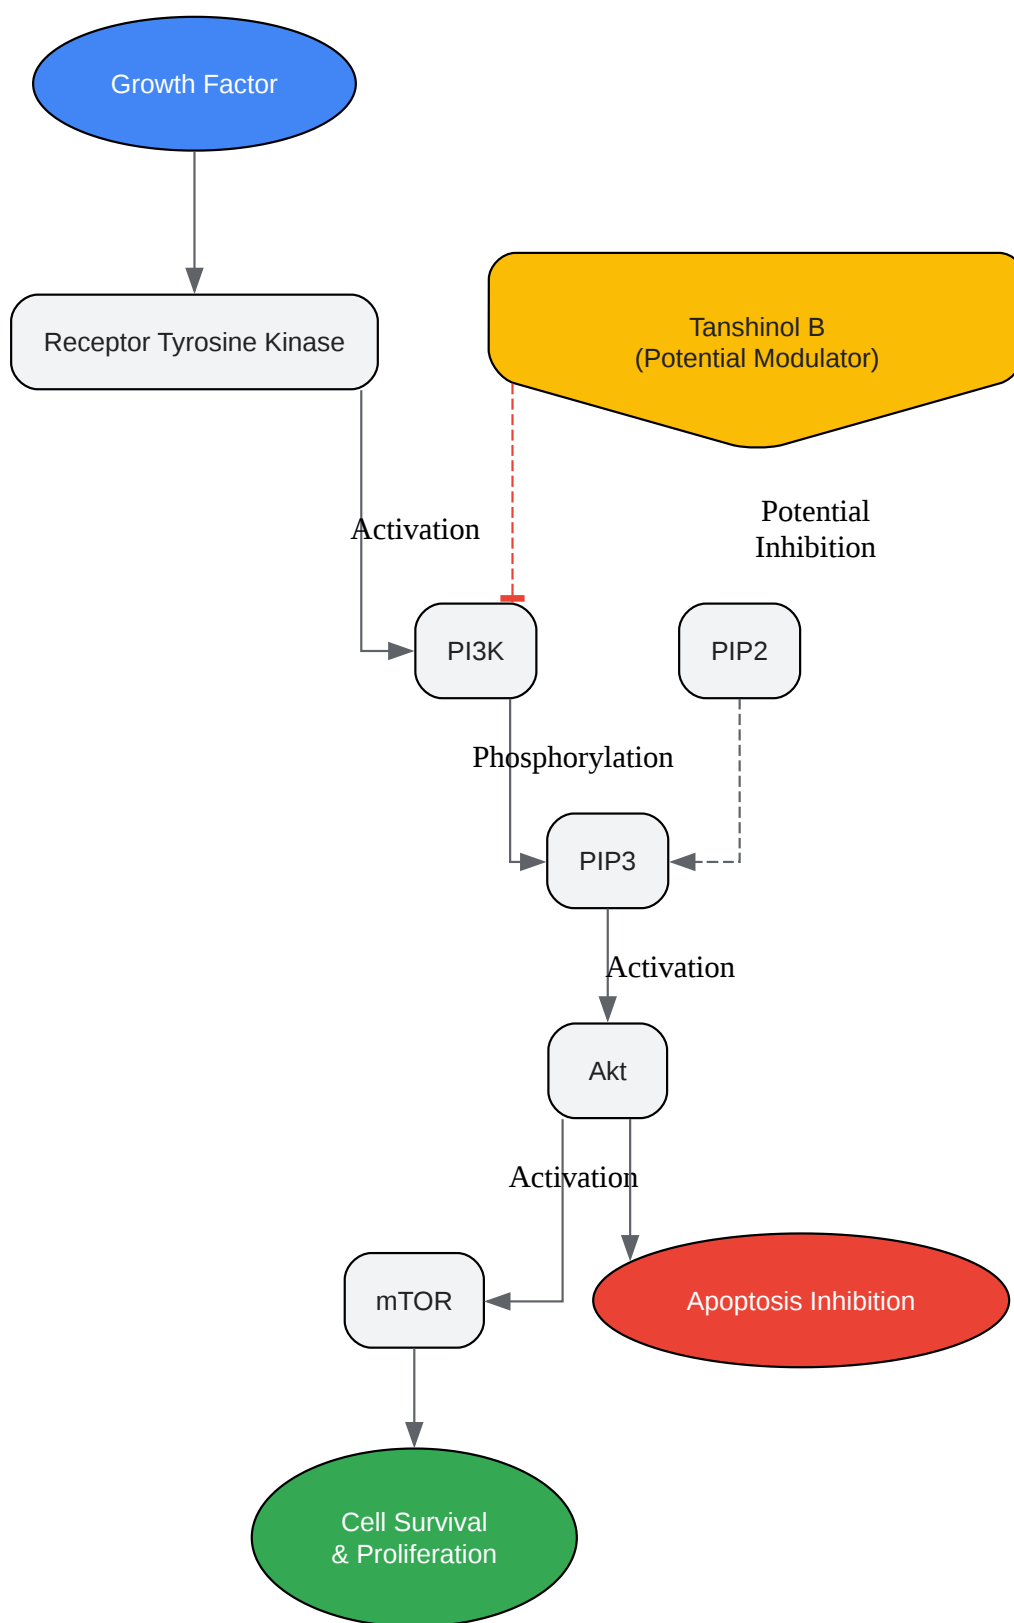 Growth Factor
Receptor Tyrosine Kinase
Tanshinol B
(Potential Modulator)
Activation
Potential
Inhibition
PI3K
PIP2
Phosphorylation
PIP3
Activation
Akt
Activation
mTOR
Apoptosis Inhibition
Cell Survival
& Proliferation